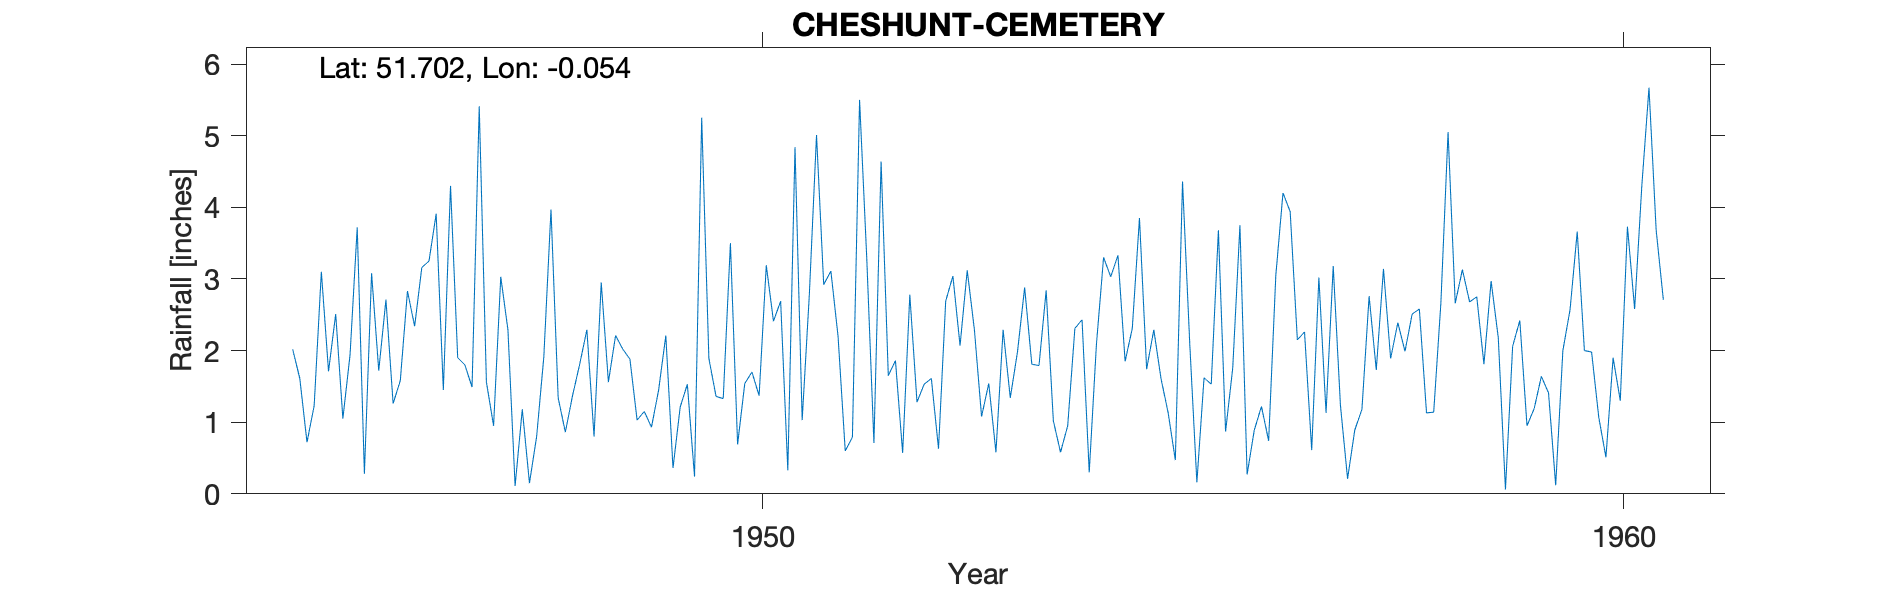 CHESHUNT-CEMETERY
Lat: 51.702, Lon: -0.054
6
5
4
3
2
1
0
Rainfall [inches]
1950
1960
Year